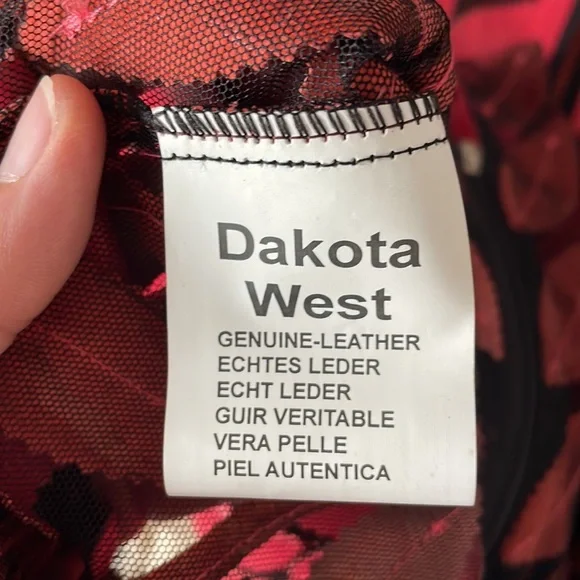 Dakota
West
GENUINE-LEATHER
ECHTES LEDER
ECHT LEDER
GUIR VERITABLE
VERA PELLE
PIEL AUTENTICA